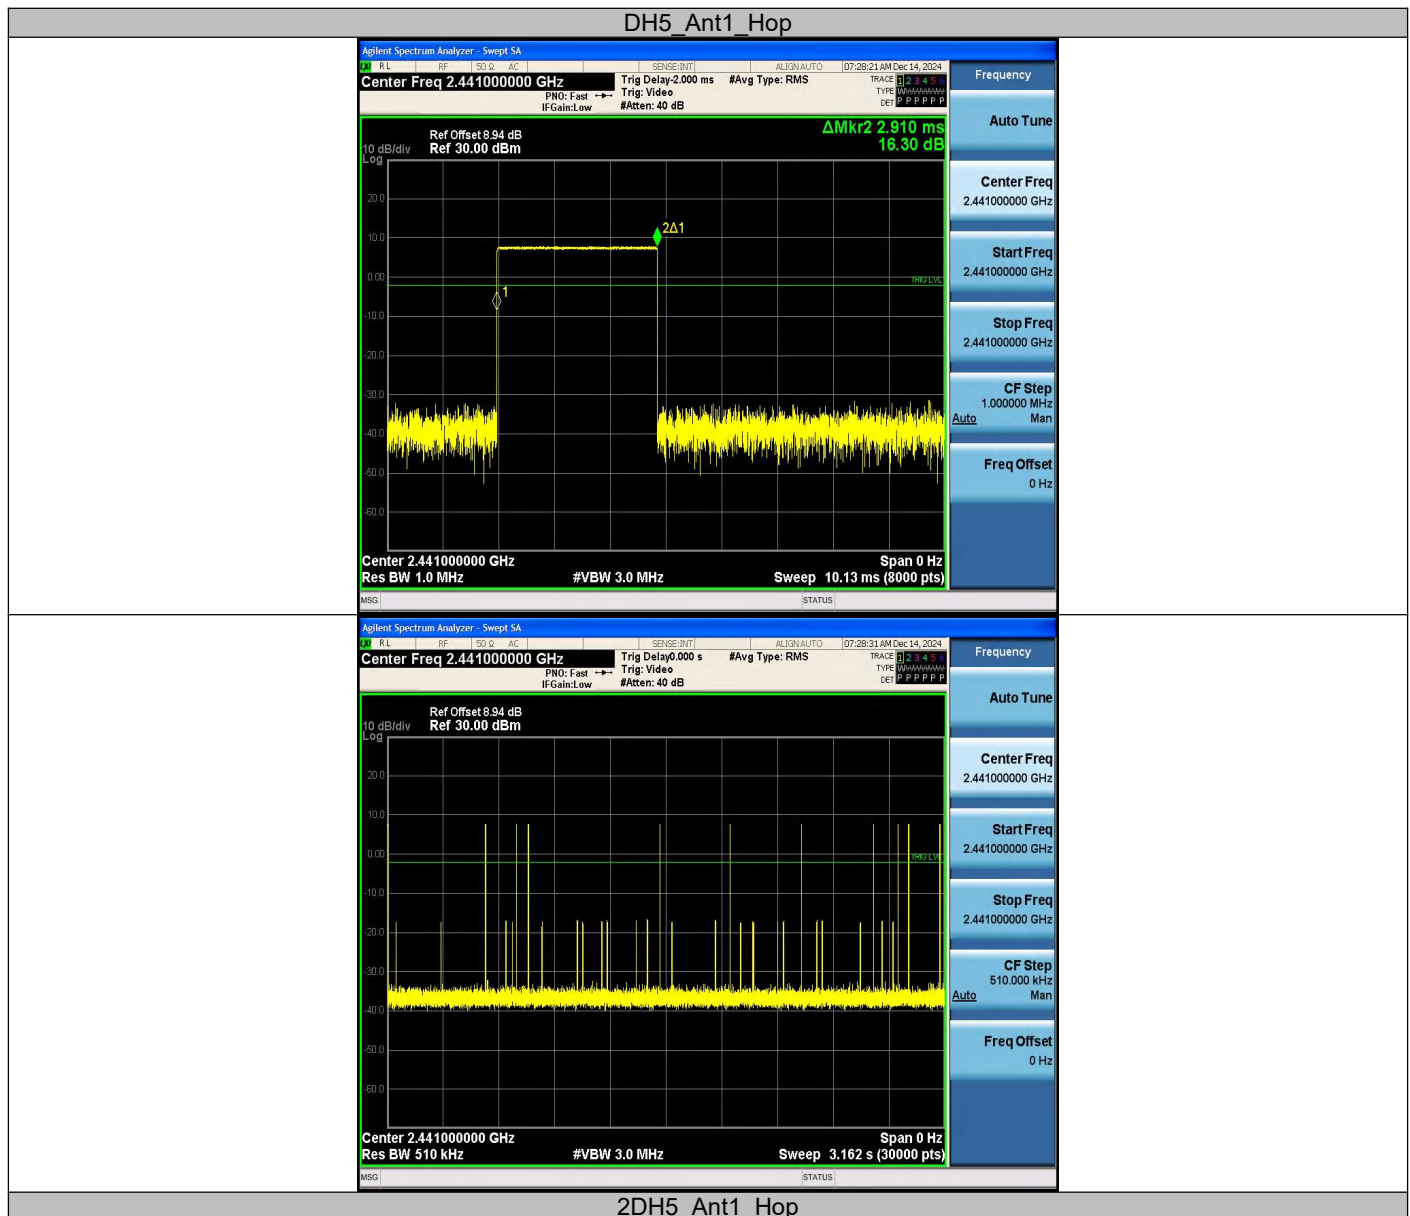 DH5_Ant1_Hop
Agilent Spectrum Analyzer - Swept SA
LXI RL RF 50 Ω AC SENSE:INT ALIGNAUTO 07:28:21 AM Dec 14, 2024
Center Freq 2.441000000 GHz
PNO: Fast
IFGain:Low
Trig Delay-2.000 ms
Trig: Video
#Atten: 40 dB
#Avg Type: RMS
TRACE 1 2 3 4 5 6
TYPE
DET P P P P P P
Frequency
Auto Tune
Center Freq
2.441000000 GHz
Start Freq
2.441000000 GHz
Stop Freq
2.441000000 GHz
CF Step
1.000000 MHz
Auto Man
Freq Offset
0 Hz
ΔMkr2 2.910 ms
16.30 dB
Ref Offset 8.94 dB
10 dB/div Ref 30.00 dBm
Log
20.0
10.0
0.00
-10.0
-20.0
-30.0
-40.0
-50.0
-60.0
2Δ1
1
TRIG LVL
Center 2.441000000 GHz Span 0 Hz
Res BW 1.0 MHz #VBW 3.0 MHz Sweep 10.13 ms (8000 pts)
MSG STATUS
Agilent Spectrum Analyzer - Swept SA
LXI RL RF 50 Ω AC SENSE:INT ALIGNAUTO 07:28:31 AM Dec 14, 2024
Center Freq 2.441000000 GHz
PNO: Fast
IFGain:Low
Trig Delay0.000 s
Trig: Video
#Atten: 40 dB
#Avg Type: RMS
TRACE 1 2 3 4 5 6
TYPE
DET P P P P P P
Frequency
Auto Tune
Center Freq
2.441000000 GHz
Start Freq
2.441000000 GHz
Stop Freq
2.441000000 GHz
CF Step
510.000 kHz
Auto Man
Freq Offset
0 Hz
Ref Offset 8.94 dB
10 dB/div Ref 30.00 dBm
Log
20.0
10.0
0.00
-10.0
-20.0
-30.0
-40.0
-50.0
-60.0
TRIG LVL
Center 2.441000000 GHz Span 0 Hz
Res BW 510 kHz #VBW 3.0 MHz Sweep 3.162 s (30000 pts)
MSG STATUS
2DH5_Ant1_Hop